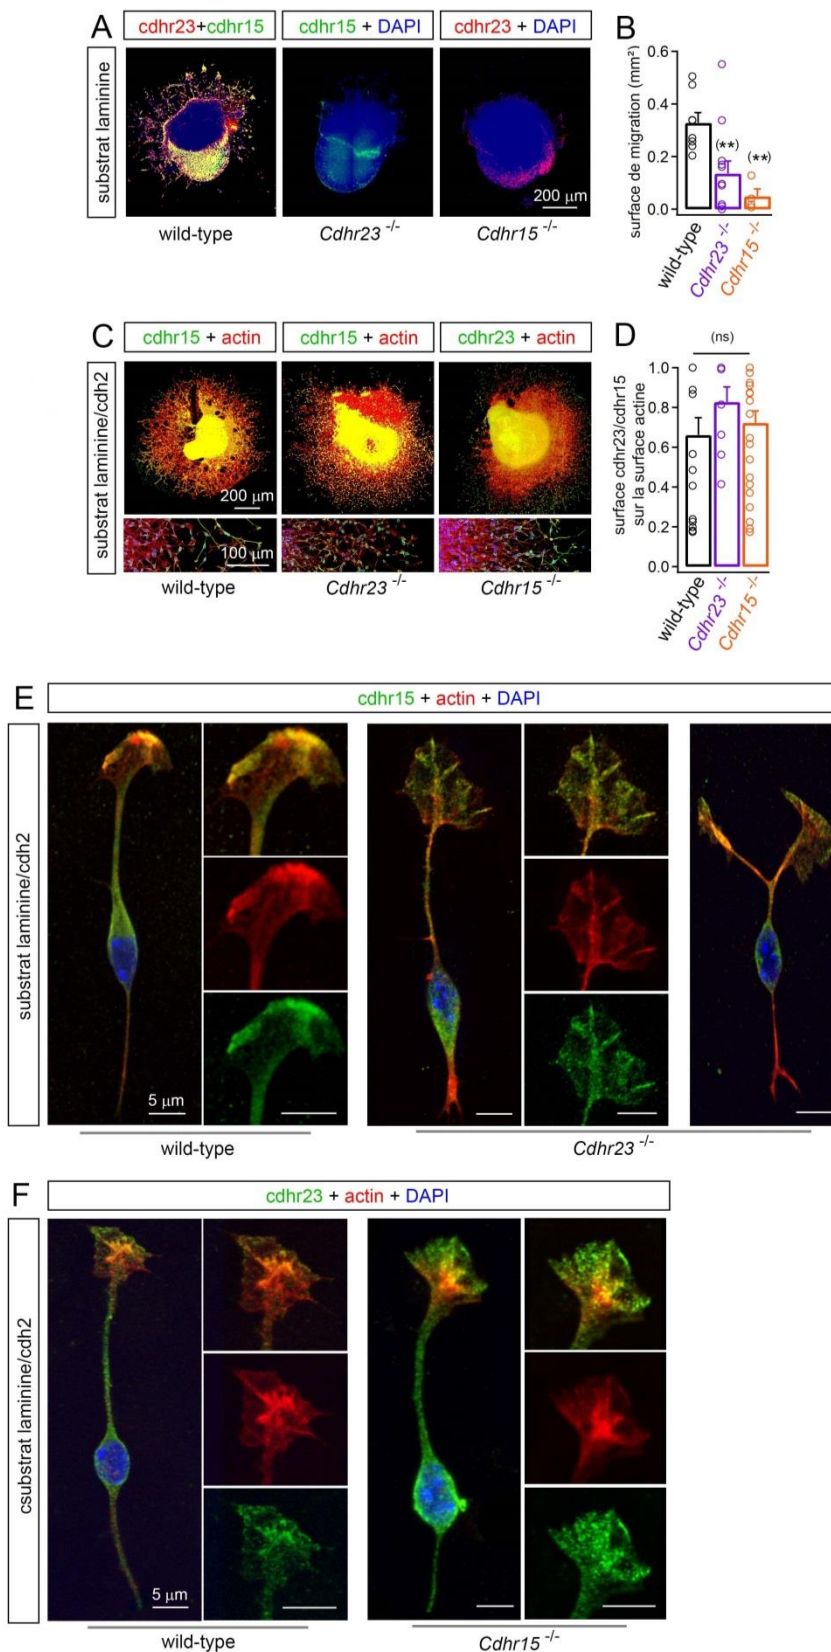 A
cdhr23+cdhr15
cdhr15 + DAPI
cdhr23 + DAPI
substrat laminine
200 µm
wild-type
Cdhr23 -/-
Cdhr15 -/-
B
surface de migration (mm²)
0.6
0.4
0.2
0.0
(**)
(**)
wild-type
Cdhr23 -/-
Cdhr15 -/-
C
cdhr15 + actin
cdhr15 + actin
cdhr23 + actin
substrat laminine/cdh2
200 µm
100 µm
wild-type
Cdhr23 -/-
Cdhr15 -/-
D
(ns)
surface cdhr23/cdhr15
sur la surface actine
1.0
0.8
0.6
0.4
0.2
0.0
wild-type
Cdhr23 -/-
Cdhr15 -/-
E
cdhr15 + actin + DAPI
substrat laminine/cdh2
5 µm
wild-type
Cdhr23 -/-
F
cdhr23 + actin + DAPI
csubstrat laminine/cdh2
5 µm
wild-type
Cdhr15 -/-